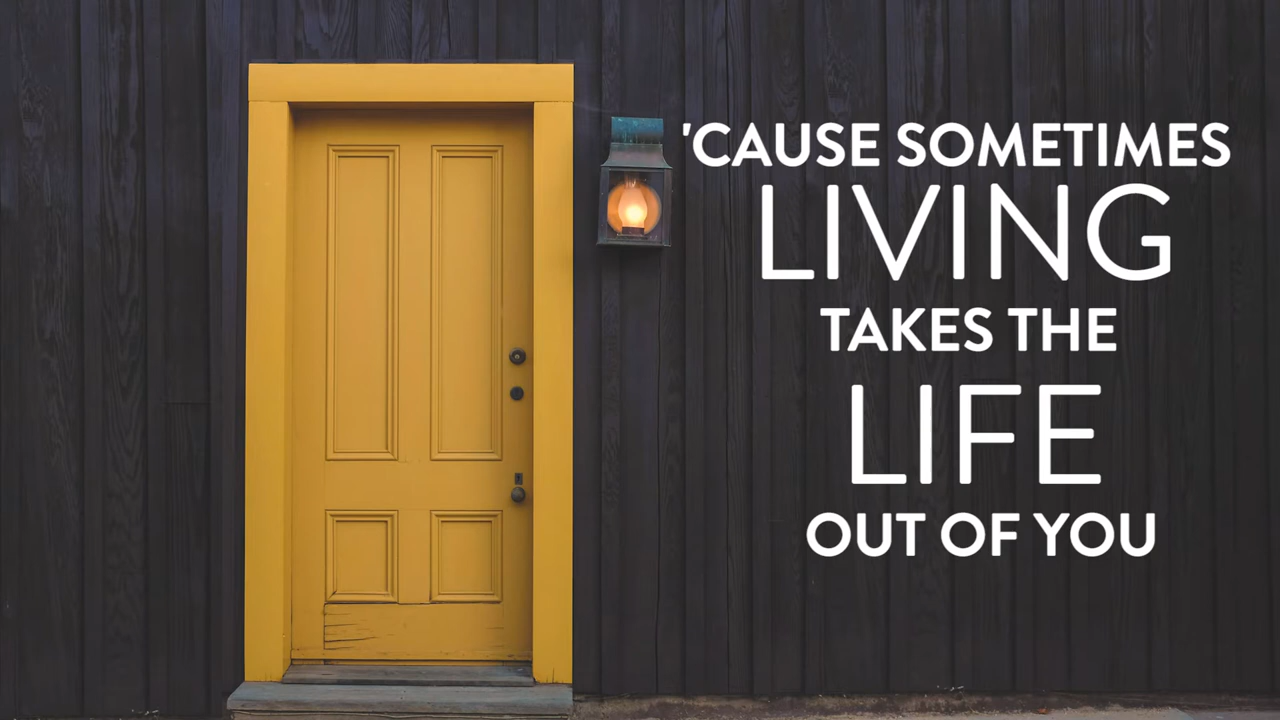 'CAUSE SOMETIMES
LIVING
TAKES THE
LIFE
OUT OF YOU